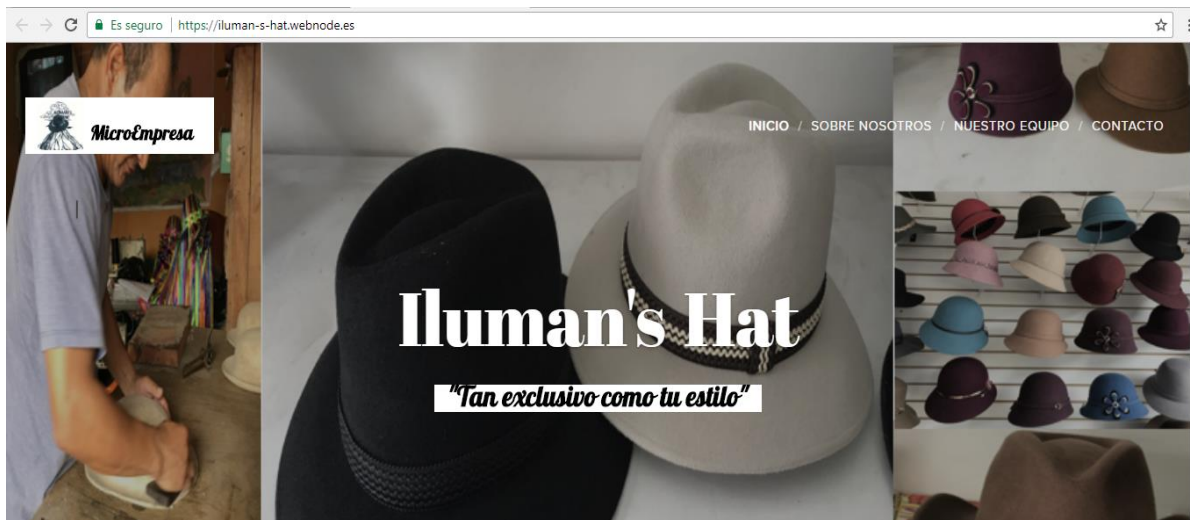 Es seguro | https://iluman-s-hat.webnode.es
MicroEmpresa
INICIO / SOBRE NOSOTROS / NUESTRO EQUIPO / CONTACTO
Iluman's Hat
"Tan exclusivo como tu estilo"